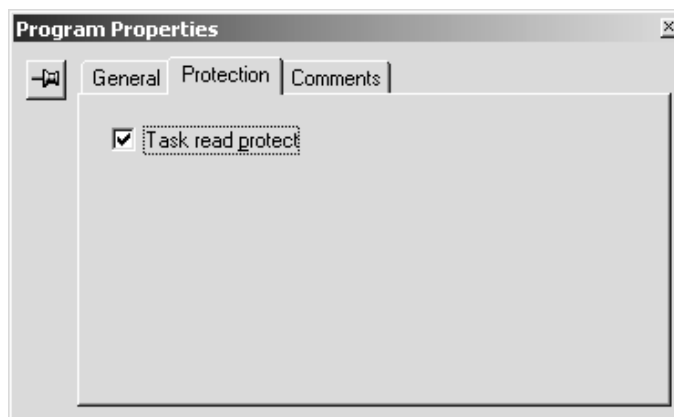 Program Properties
General Protection Comments
Task read protect